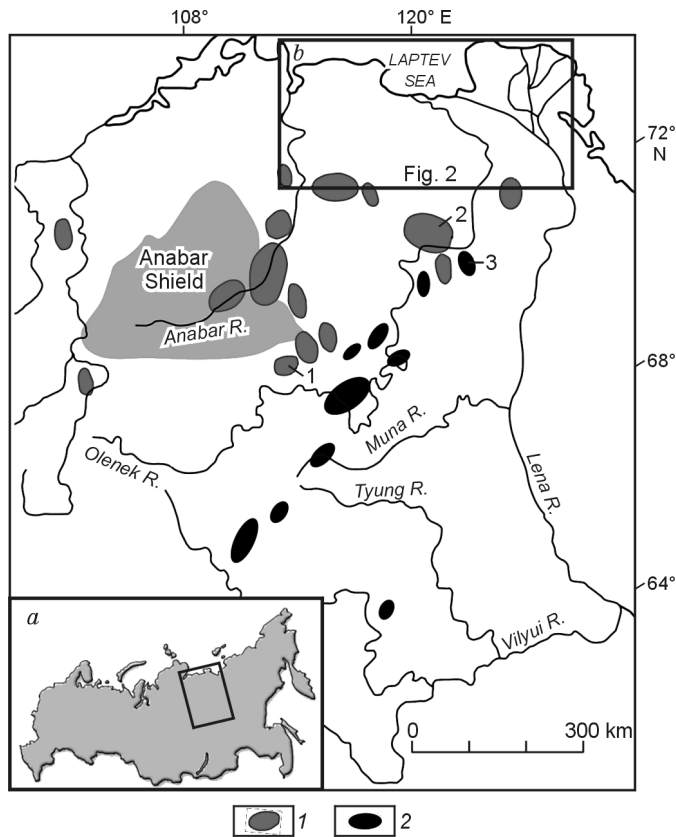 108°
120° E
b
LAPTEV
SEA
72°
N
Fig. 2
2
Anabar
Shield
3
Anabar R.
1
68°
Muna R.
Olenek R.
Lena R.
Tyung R.
64°
a
Vilyui R.
0
300 km
1
2